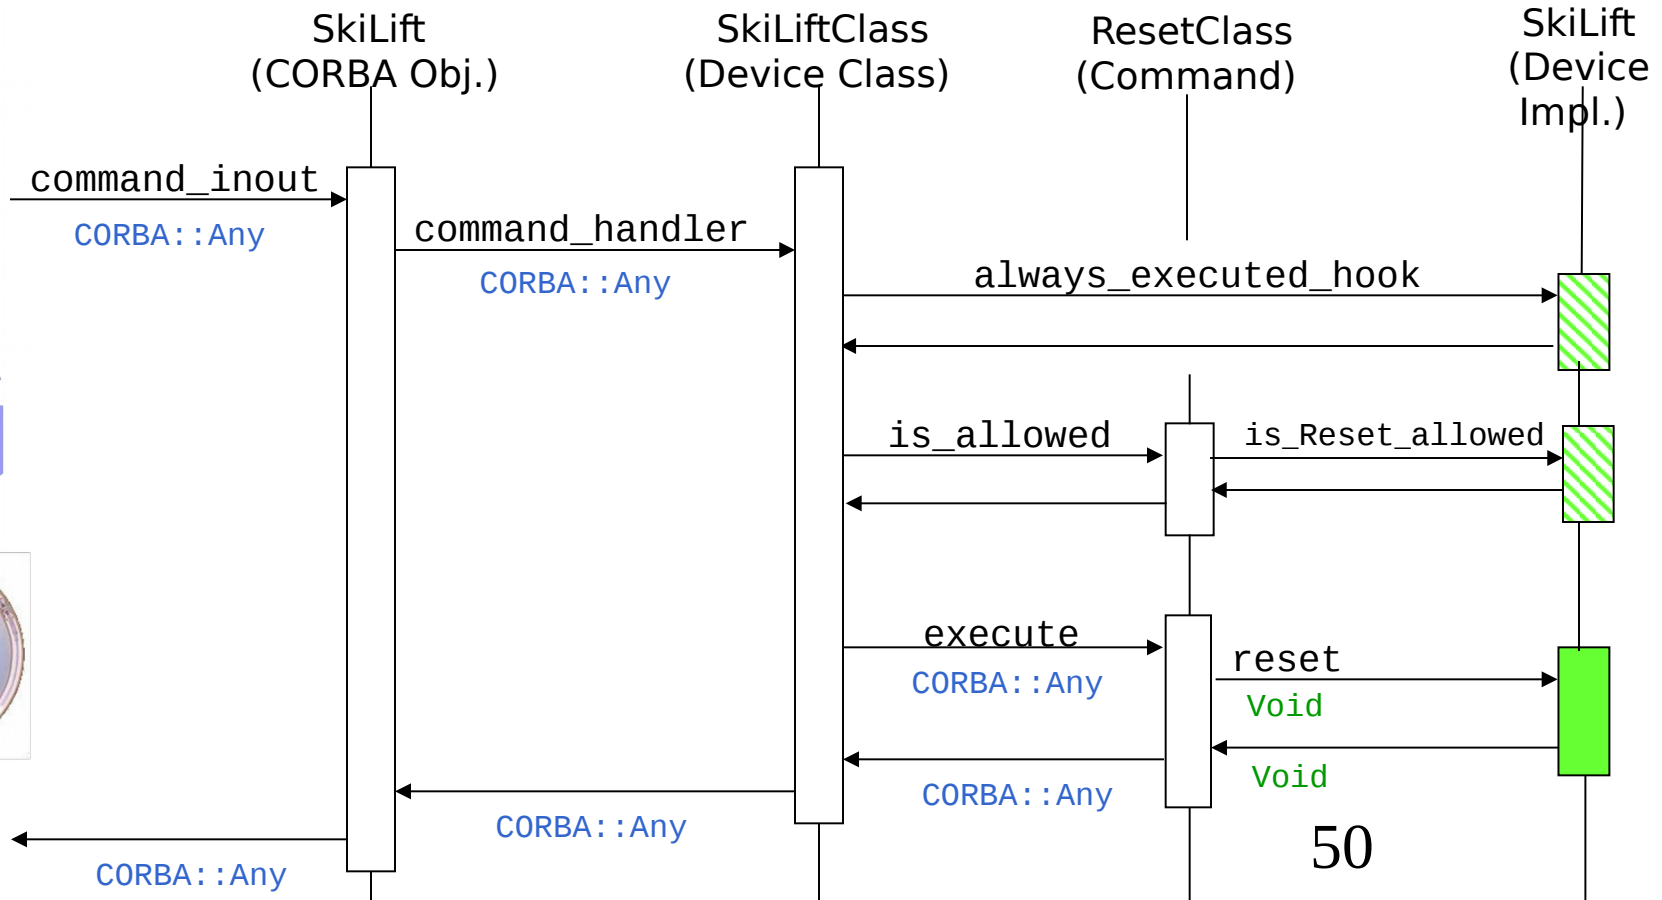 SkiLift
(CORBA Obj.)
SkiLiftClass
(Device Class)
ResetClass
(Command)
SkiLift
(Device
Impl.)
command_inout
CORBA::Any
command_handler
CORBA::Any
always_executed_hook
is_allowed
is_Reset_allowed
execute
CORBA::Any
reset
Void
Void
CORBA::Any
CORBA::Any
CORBA::Any
50